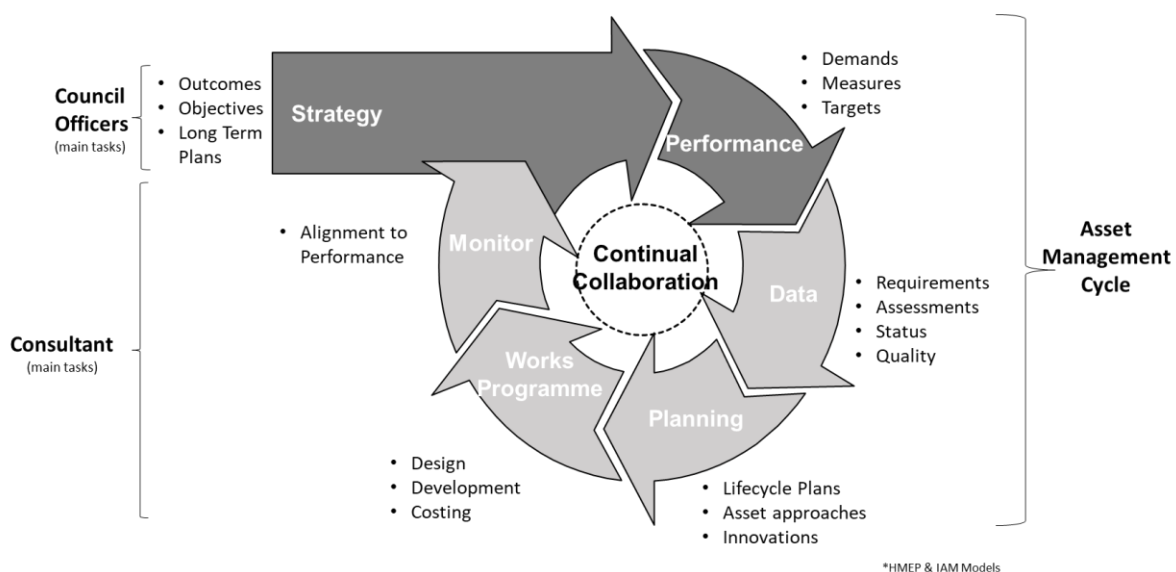 Council
Officers
(main tasks)
• Outcomes
• Objectives
• Long Term
Plans
Strategy
Performance
• Demands
• Measures
• Targets
Monitor
• Alignment to
Performance
Continual
Collaboration
Data
• Requirements
• Assessments
• Status
• Quality
Asset
Management
Cycle
Consultant
(main tasks)
Works
Programme
Planning
• Design
• Development
• Costing
• Lifecycle Plans
• Asset approaches
• Innovations
*HMEP & IAM Models